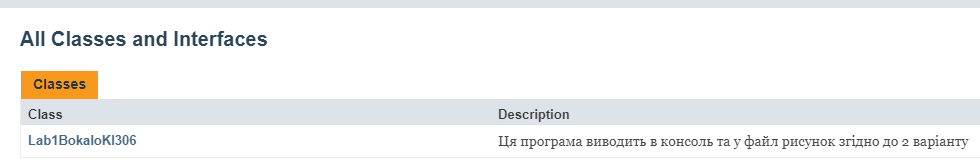 All Classes and Interfaces
Classes
Class Description
Lab1BokaloKI306 Ця програма виводить в консоль та у файл рисунок згідно до 2 варіанту